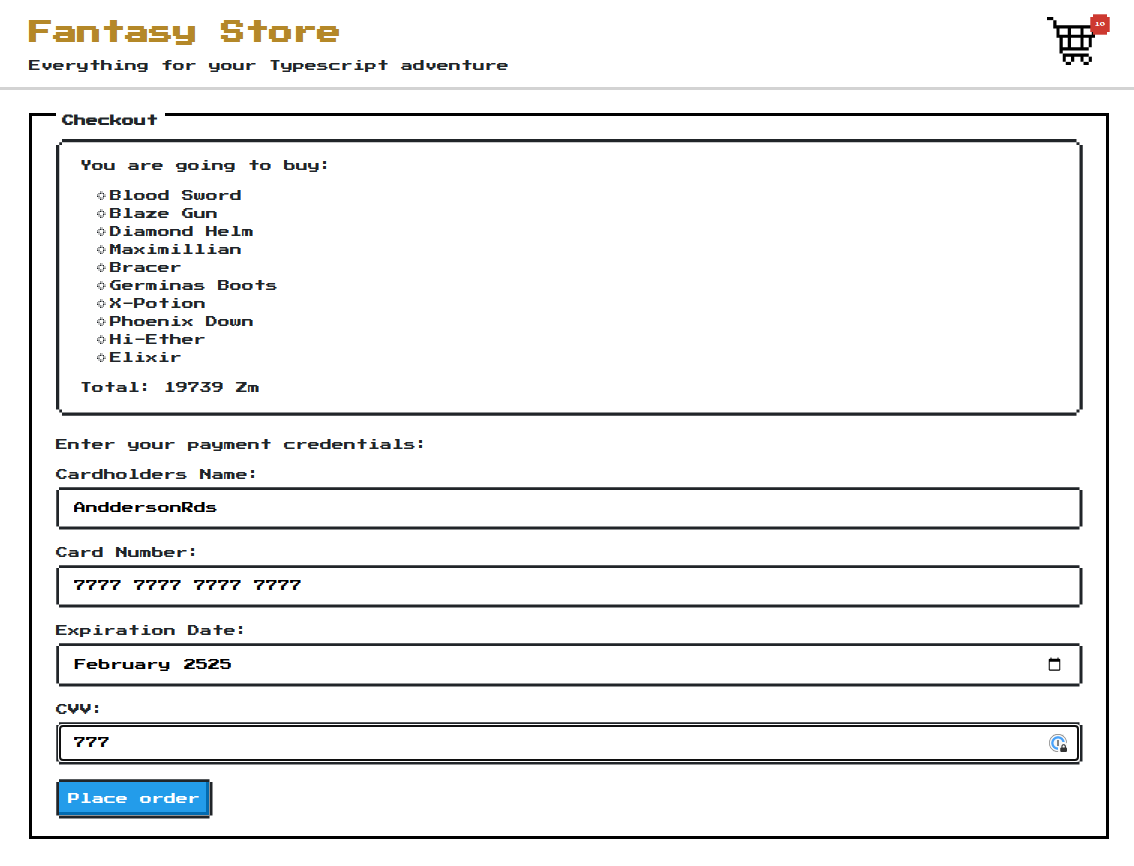 Fantasy Store
10
Everything for your Typescript adventure
Checkout
You are going to buy:
Blood Sword
Blaze Gun
Diamond Helm
Maximillian
Bracer
Germinas Boots
X-Potion
Phoenix Down
Hi-Ether
Elixir
Total: 19739 Zm
Enter your payment credentials:
Cardholders Name:
AnddersonRds
Card Number:
7777 7777 7777 7777
Expiration Date:
February 2525
CVV:
777
Place order